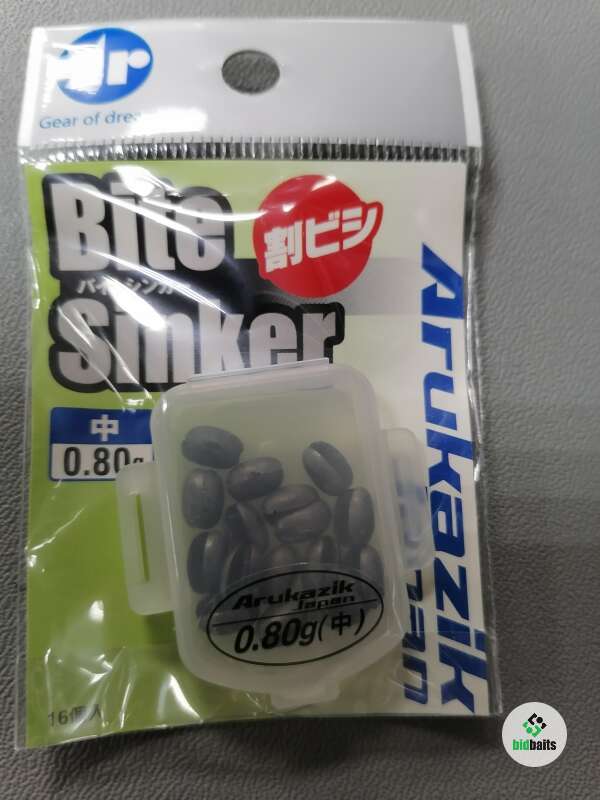 Ar
Gear of drea
Bite
割ビシ
バイトシンカー
Sinker
中
0.80g
Arukazik
Japan
Arukazik
Japan
0.80g(中)
16個入
bidbaits